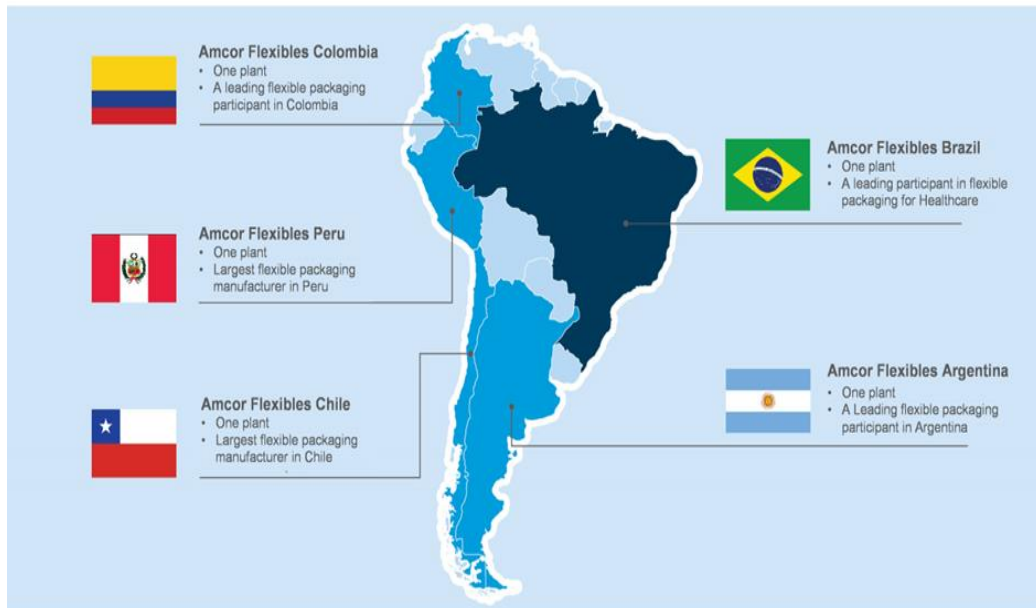 Amcor Flexibles Colombia
• One plant
• A leading flexible packaging
participant in Colombia
Amcor Flexibles Brazil
• One plant
• A leading participant in flexible
packaging for Healthcare
Amcor Flexibles Peru
• One plant
• Largest flexible packaging
manufacturer in Peru
Amcor Flexibles Argentina
• One plant
• A Leading flexible packaging
participant in Argentina
Amcor Flexibles Chile
• One plant
• Largest flexible packaging
manufacturer in Chile